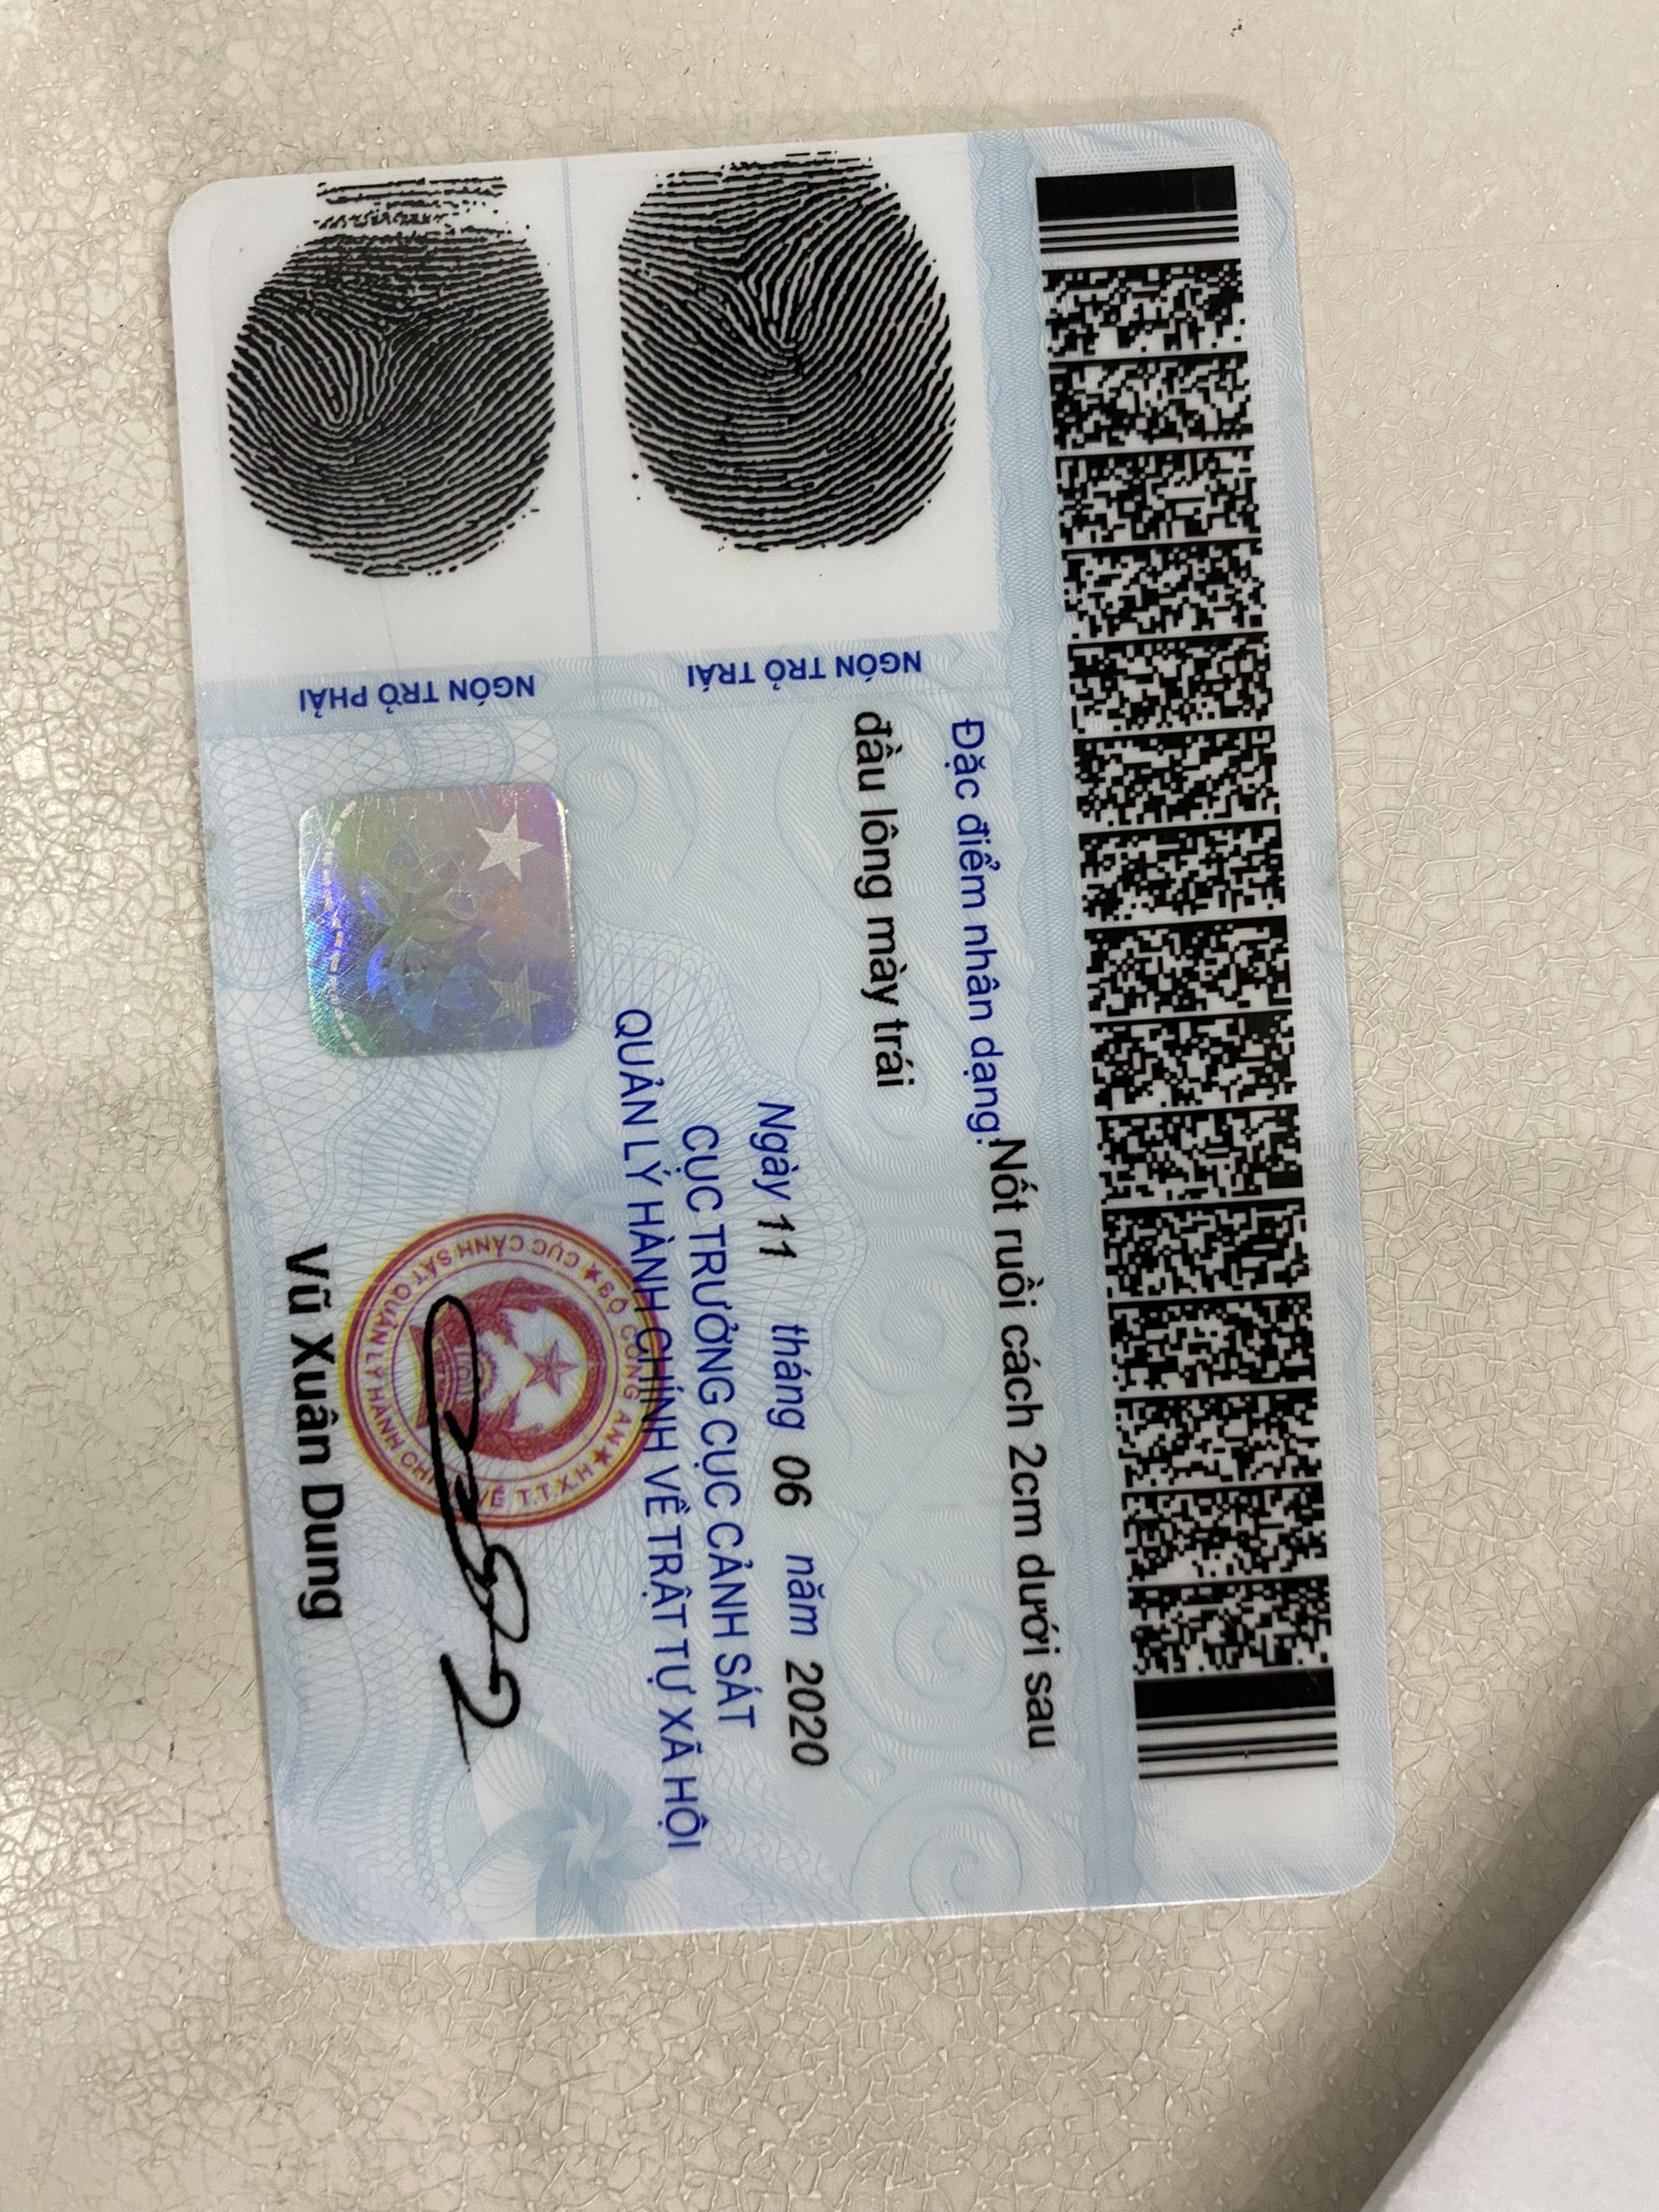 Đặc điểm nhân dạng: Nốt ruồi cách 2cm dưới sau
đầu lông mày trái
NGÓN TRỎ TRÁI
NGÓN TRỎ PHẢI
Ngày 11 tháng 06 năm 2020
CỤC TRƯỞNG CỤC CẢNH SÁT
QUẢN LÝ HÀNH CHÍNH VỀ TRẬT TỰ XÃ HỘI
★ BỘ CÔNG AN ★
CỤC CẢNH SÁT QUẢN LÝ HÀNH CHÍNH VỀ T.T.X.H
Vũ Xuân Dung